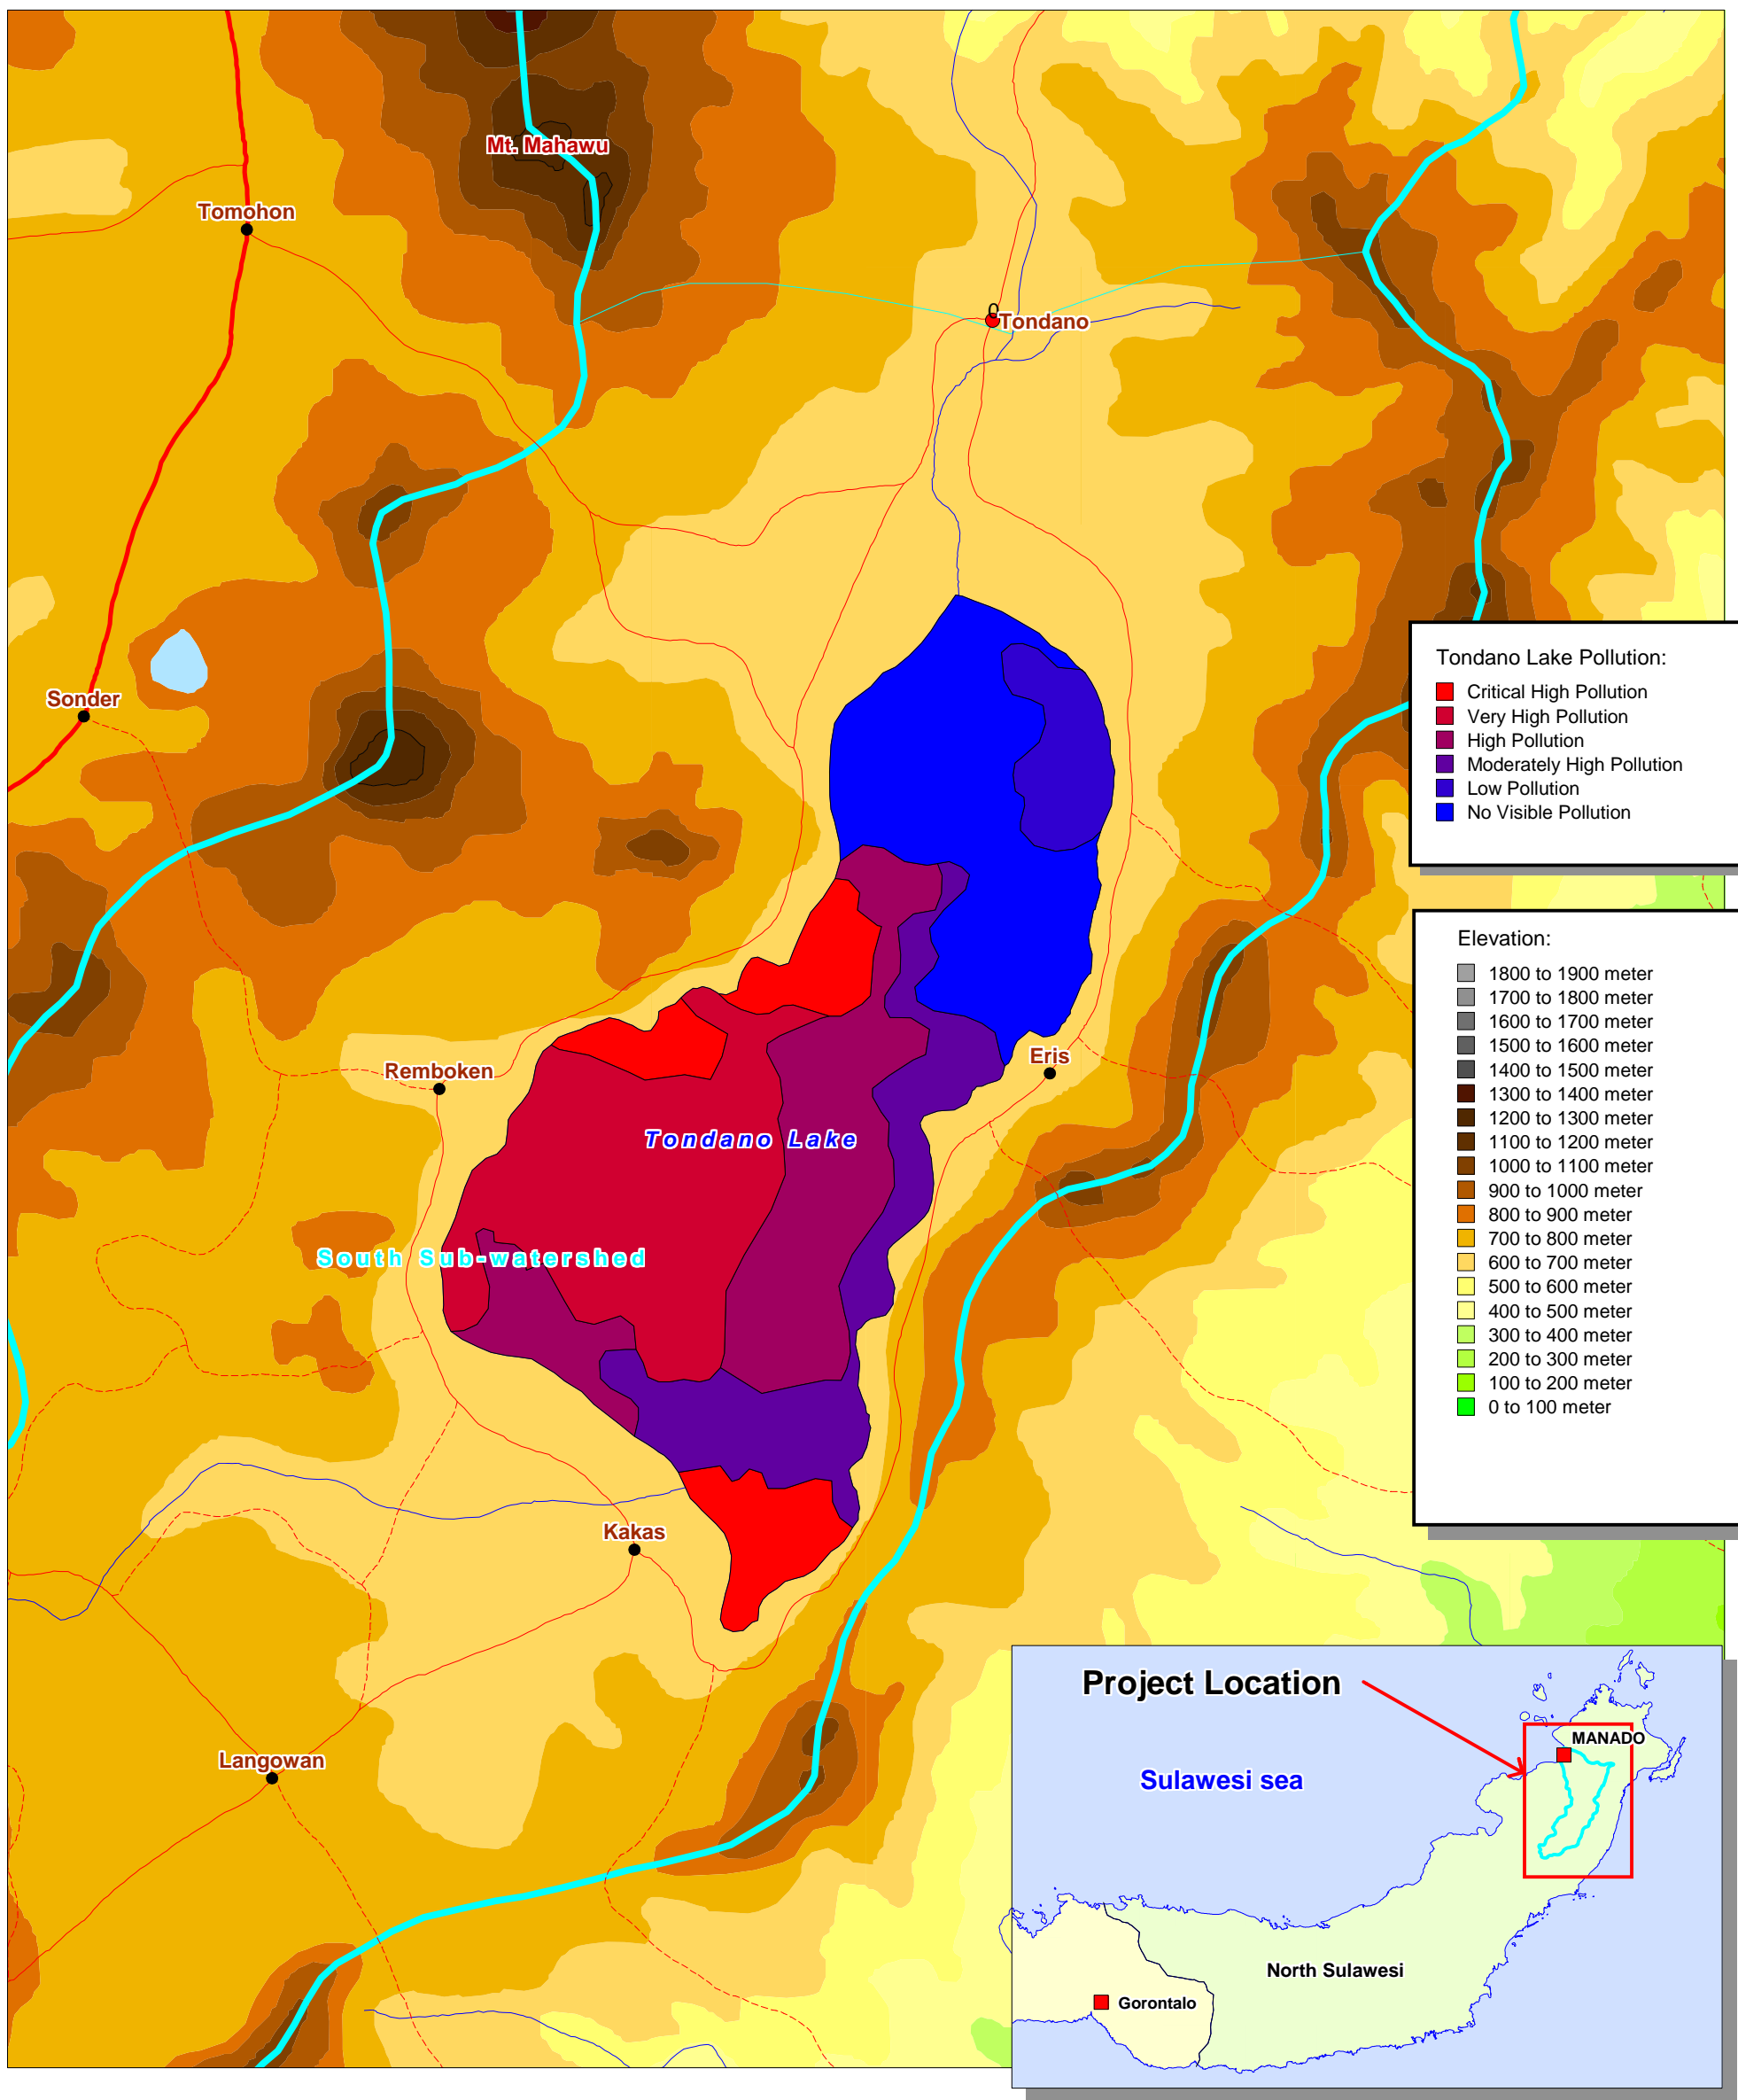 Mt. Mahawu
Tomohon
Tondano
Sonder
Tondano Lake Pollution:
Critical High Pollution
Very High Pollution
High Pollution
Moderately High Pollution
Low Pollution
No Visible Pollution
Elevation:
1800 to 1900 meter
1700 to 1800 meter
1600 to 1700 meter
1500 to 1600 meter
1400 to 1500 meter
1300 to 1400 meter
1200 to 1300 meter
1100 to 1200 meter
1000 to 1100 meter
900 to 1000 meter
800 to 900 meter
700 to 800 meter
600 to 700 meter
500 to 600 meter
400 to 500 meter
300 to 400 meter
200 to 300 meter
100 to 200 meter
0 to 100 meter
Eris
Remboken
Tondano Lake
South Sub-watershed
Kakas
Langowan
Project Location
MANADO
Sulawesi sea
North Sulawesi
Gorontalo